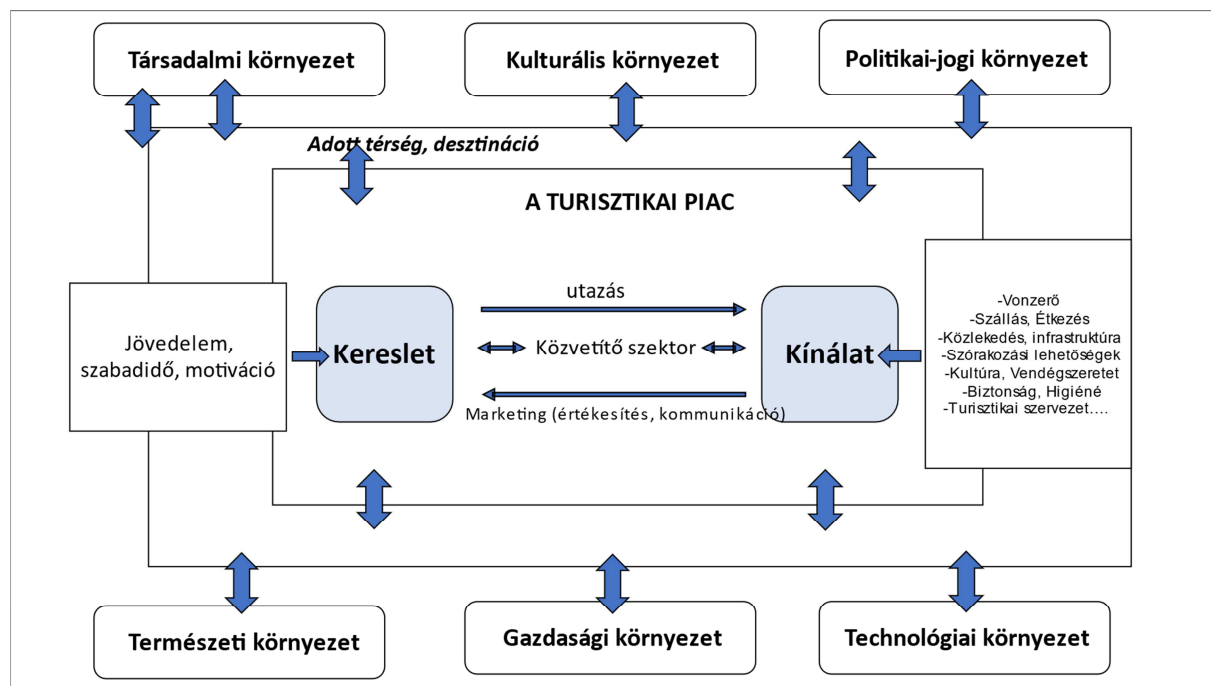 Társadalmi környezet
Kulturális környezet
Politikai-jogi környezet
Adott térség, desztináció
A TURISZTIKAI PIAC
Jövedelem,
szabadidő, motiváció
Kereslet
utazás
Közvetítő szektor
Marketing (értékesítés, kommunikáció)
Kínálat
-Vonzerő
-Szállás, Étkezés
-Közlekedés, infrastruktúra
-Szórakozási lehetőségek
-Kultúra, Vendégszeretet
-Biztonság, Higiéné
-Turisztikai szervezet....
Természeti környezet
Gazdasági környezet
Technológiai környezet